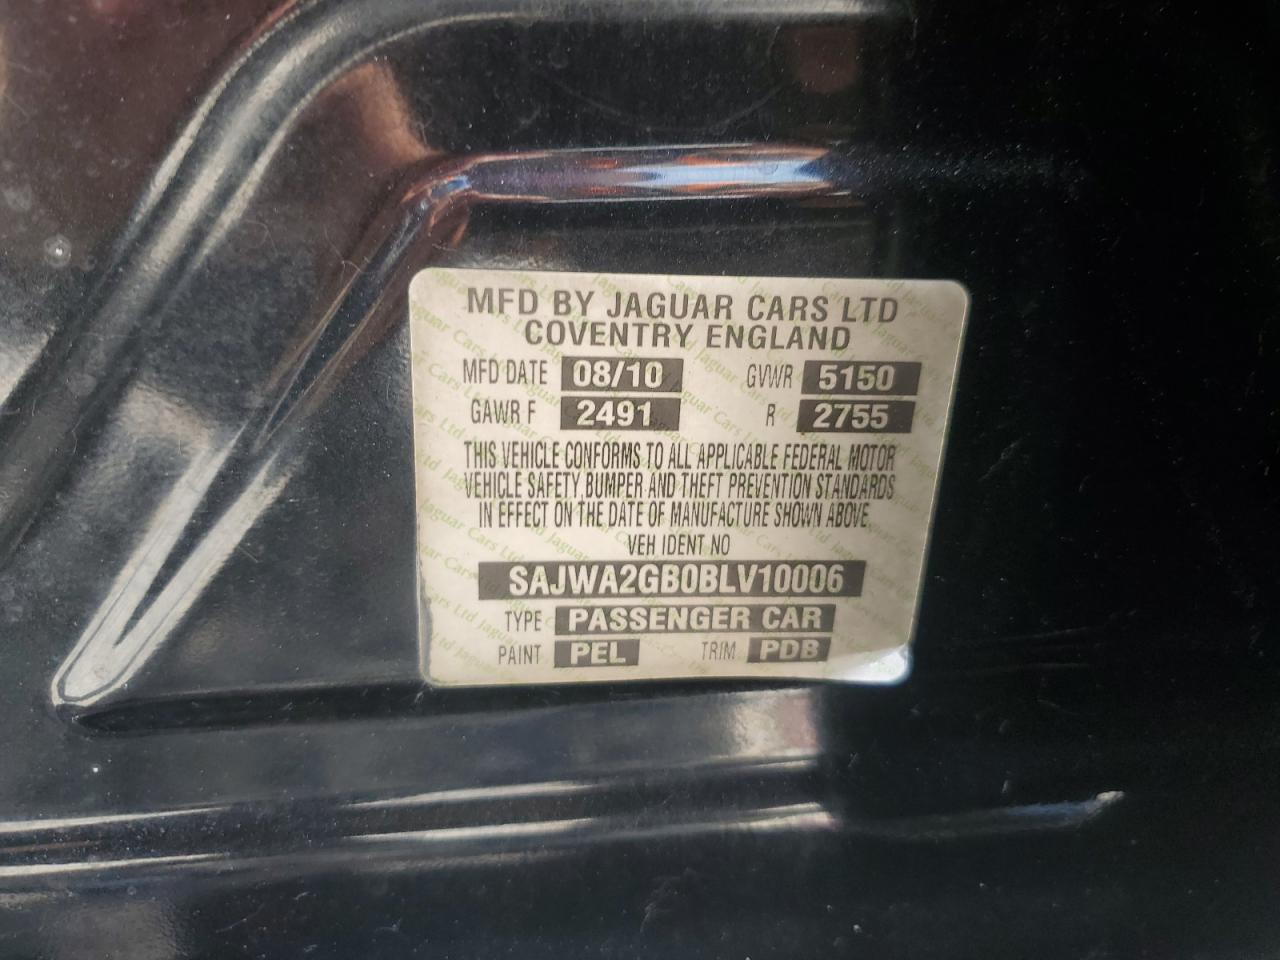 MFD BY JAGUAR CARS LTD
COVENTRY ENGLAND
MFD DATE 08/10 GVWR 5150
GAWR F 2491 R 2755
THIS VEHICLE CONFORMS TO ALL APPLICABLE FEDERAL MOTOR
VEHICLE SAFETY,BUMPER AND THEFT PREVENTION STANDARDS
IN EFFECT ON THE DATE OF MANUFACTURE SHOWN ABOVE
VEH IDENT NO
SAJWA2GB0BLV10006
TYPE PASSENGER CAR
PAINT PEL TRIM PDB